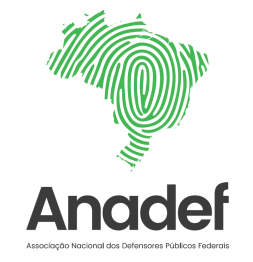 Anadef
Associação Nacional dos Defensores Públicos Federais